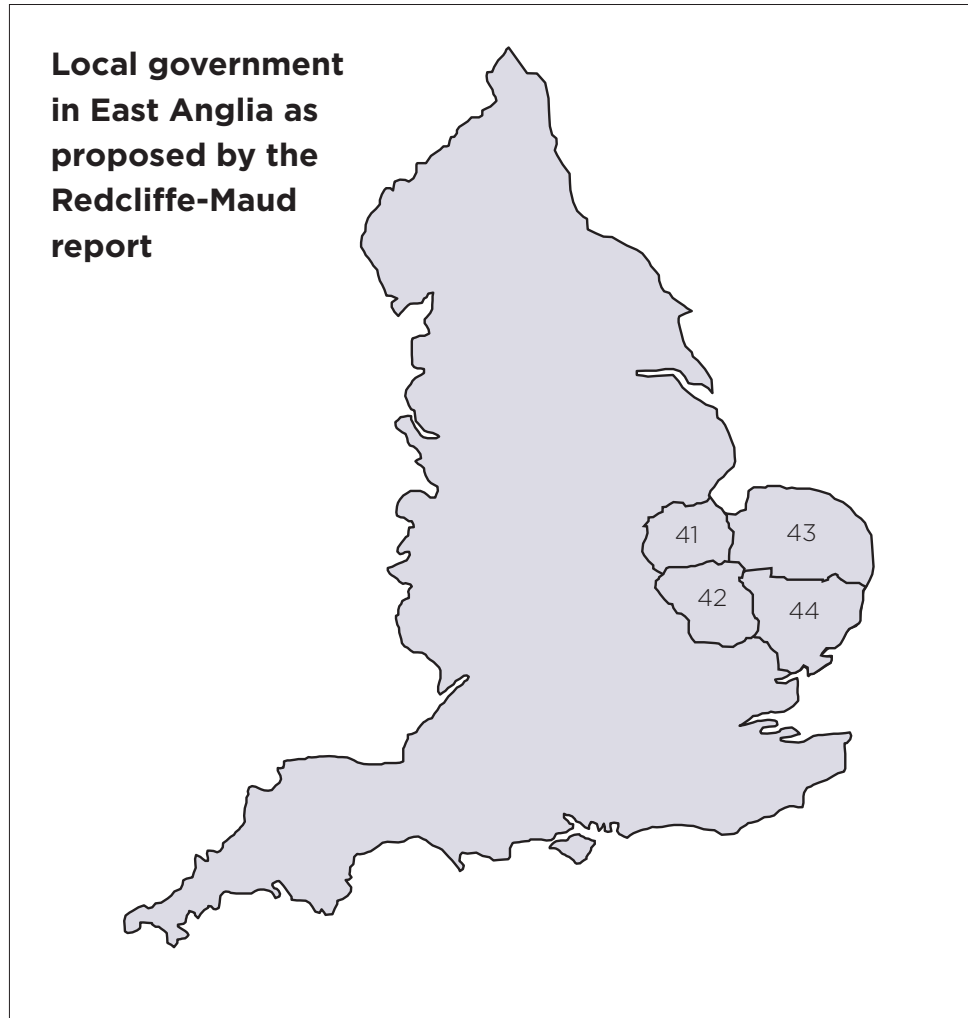 Local government
in East Anglia as
proposed by the
Redcliffe-Maud
report
41
43
42
44